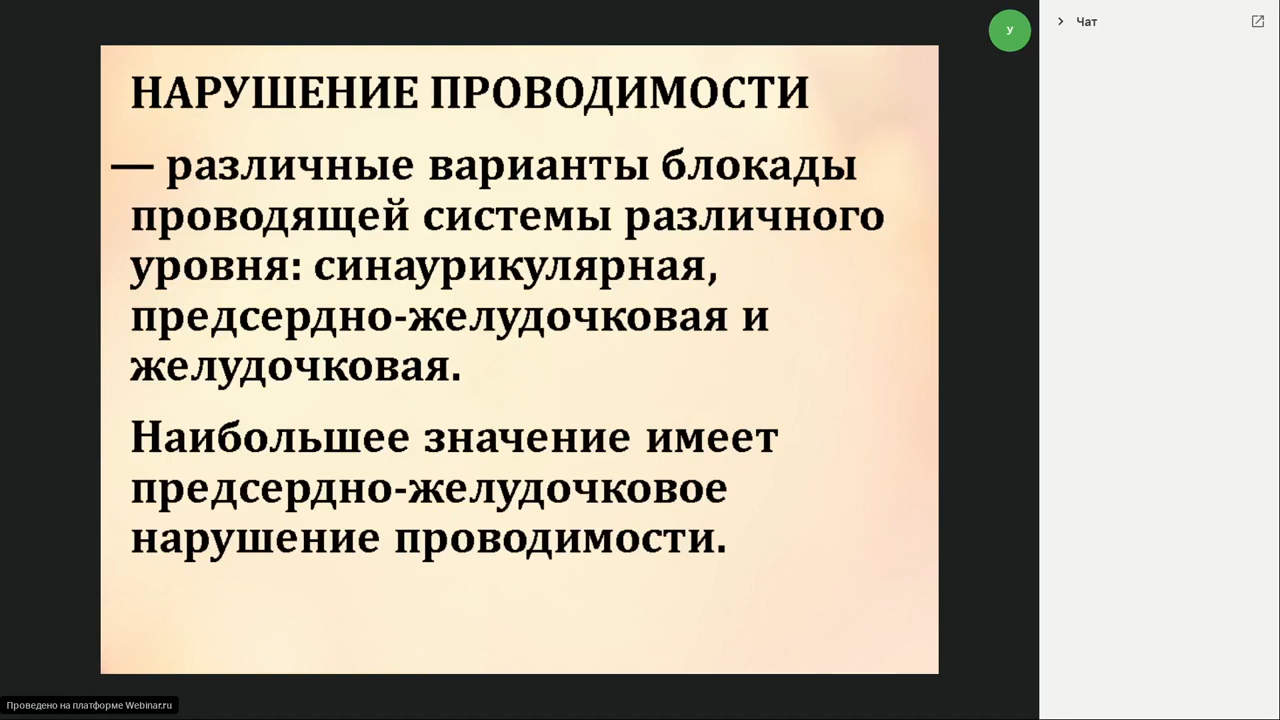 У
Чат
НАРУШЕНИЕ ПРОВОДИМОСТИ
— различные варианты блокады
проводящей системы различного
уровня: синаурикулярная,
предсердно-желудочковая и
желудочковая.
Наибольшее значение имеет
предсердно-желудочковое
нарушение проводимости.
Проведено на платформе Webinar.ru